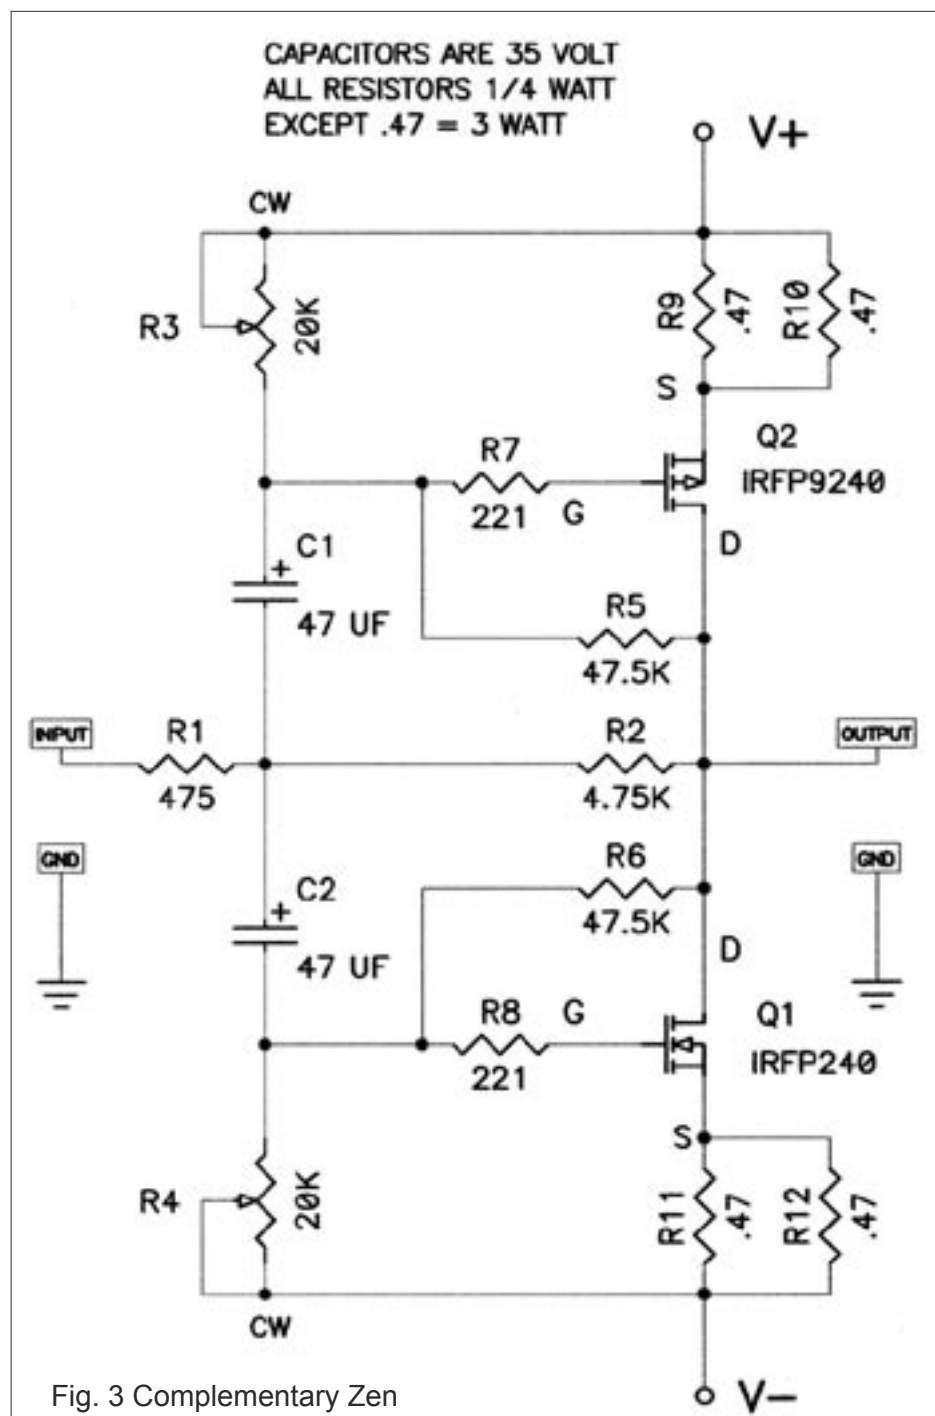 CAPACITORS ARE 35 VOLT
ALL RESISTORS 1/4 WATT
EXCEPT .47 = 3 WATT
V+
CW
R3
20K
R9
.47
R10
.47
S
Q2
IRFP9240
R7
221
G
D
C1
+
47 UF
R5
47.5K
INPUT
R1
475
R2
4.75K
OUTPUT
GND
R6
47.5K
GND
C2
+
47 UF
D
R8
221
G
Q1
IRFP240
S
R4
20K
R11
.47
R12
.47
CW
Fig. 3 Complementary Zen
V-